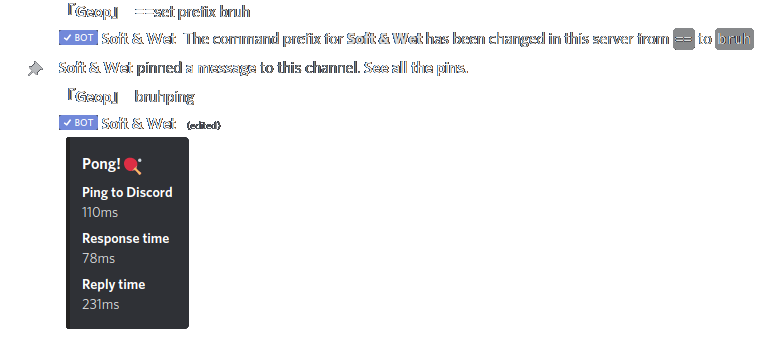 『Geop』 ==set prefix bruh
✓ BOT Soft & Wet The command prefix for Soft & Wet has been changed in this server from == to bruh
Soft & Wet pinned a message to this channel. See all the pins.
『Geop』 bruhping
✓ BOT Soft & Wet (edited)
Pong!
Ping to Discord
110ms
Response time
78ms
Reply time
231ms